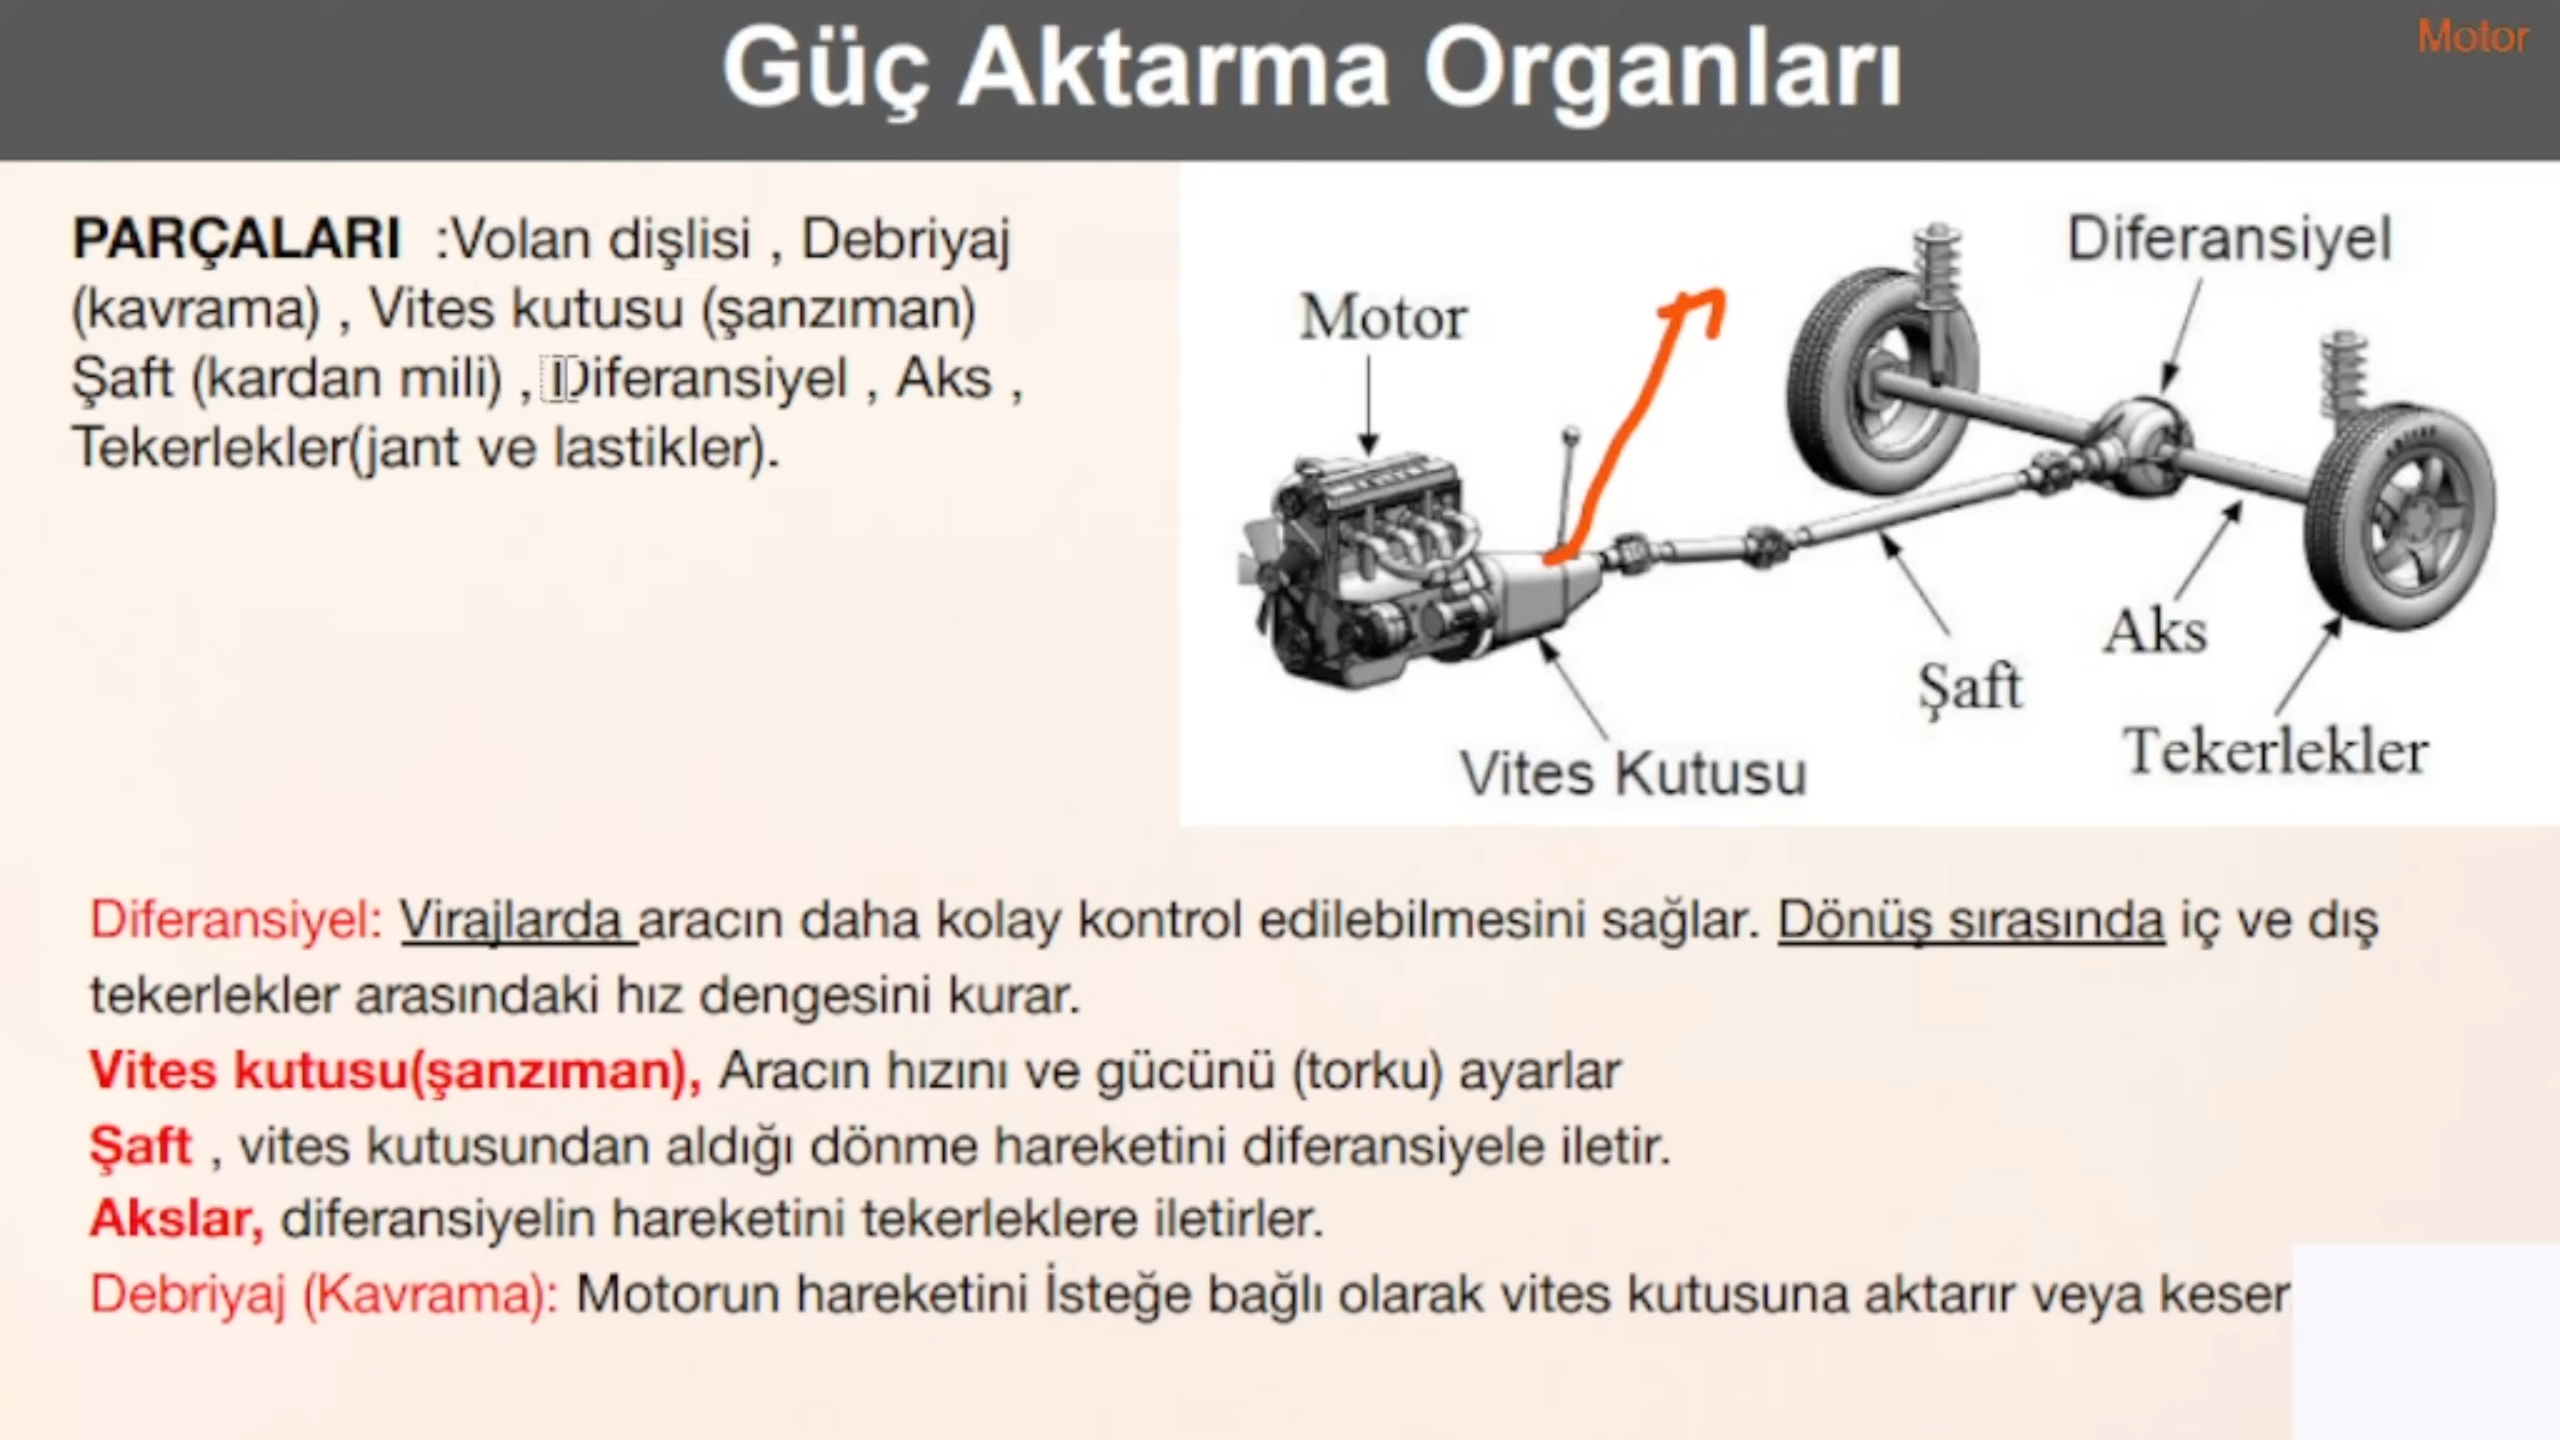 Güç Aktarma Organları
Motor
PARÇALARI :Volan dişlisi , Debriyaj
(kavrama) , Vites kutusu (şanzıman)
Şaft (kardan mili) , Diferansiyel , Aks ,
Tekerlekler(jant ve lastikler).
Motor
Diferansiyel
Aks
Şaft
Tekerlekler
Vites Kutusu
Diferansiyel: Virajlarda aracın daha kolay kontrol edilebilmesini sağlar. Dönüş sırasında iç ve dış
tekerlekler arasındaki hız dengesini kurar.
Vites kutusu(şanzıman), Aracın hızını ve gücünü (torku) ayarlar
Şaft , vites kutusundan aldığı dönme hareketini diferansiyele iletir.
Akslar, diferansiyelin hareketini tekerleklere iletirler.
Debriyaj (Kavrama): Motorun hareketini İsteğe bağlı olarak vites kutusuna aktarır veya keser